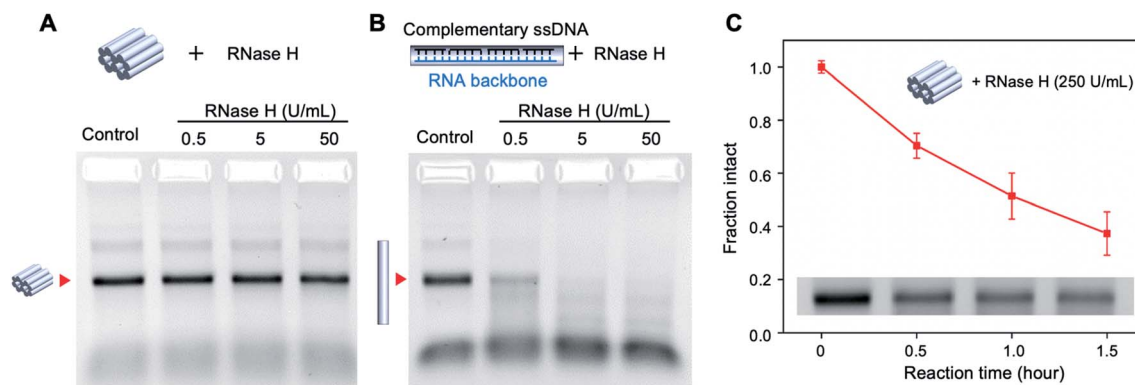 A
+ RNase H
RNase H (U/mL)
Control
0.5 5 50
B
Complementary ssDNA
+ RNase H
RNA backbone
RNase H (U/mL)
Control
0.5 5 50
C
+ RNase H (250 U/mL)
Fraction intact
1.0
0.8
0.6
0.4
0.2
0.0
0 0.5 1.0 1.5
Reaction time (hour)